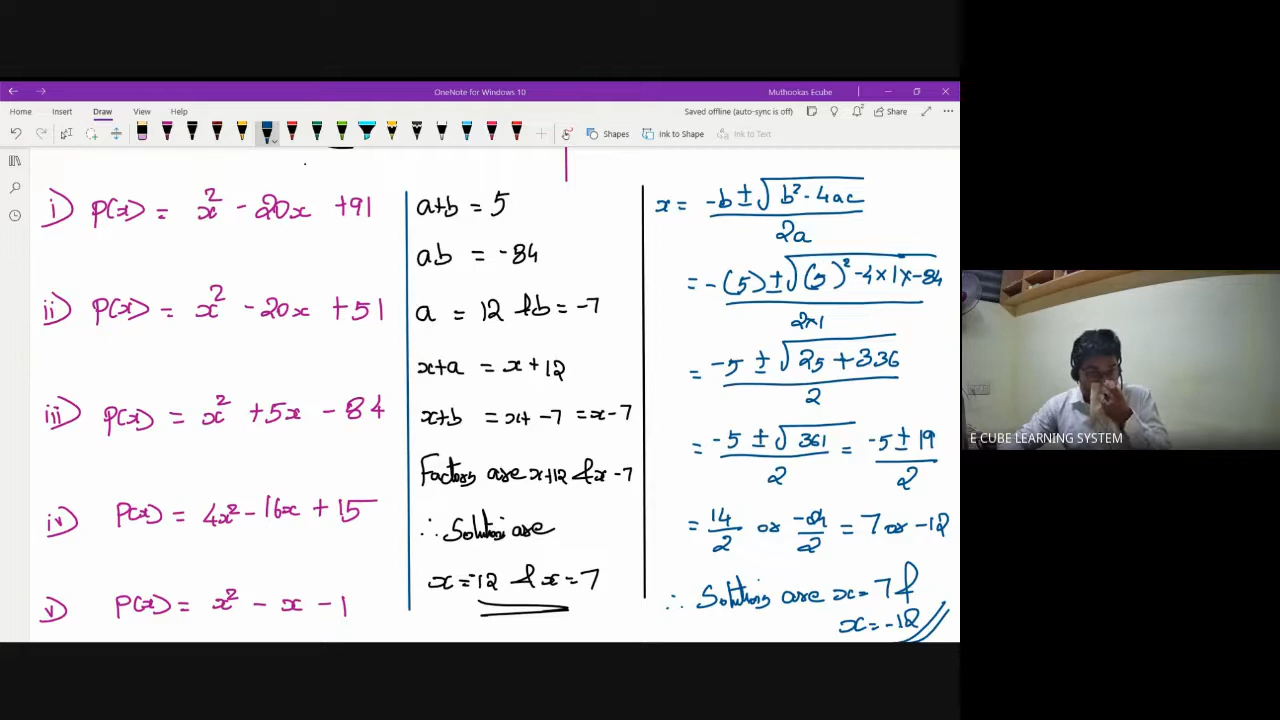 OneNote for Windows 10
Muthookas Ecube
Home Insert Draw View Help
Saved offline (auto-sync is off)
Share
Shapes
Ink to Shape
Ink to Text
i) P(x) = x² - 20x + 91
ii) P(x) = x² - 20x + 51
iii) P(x) = x² + 5x - 84
iv) P(x) = 4x² - 16x + 15
v) P(x) = x² - x - 1
a+b = 5
ab = -84
a = 12 & b = -7
x+a = x+12
x+b = x+ -7 = x-7
Factors are x+12 & x-7
∴ Solutions are
x = -12 & x = 7
x = -b ± √b² - 4ac / 2a
= -(5) ± √(5)² - 4×1×-84 / 2×1
= -5 ± √25 + 336 / 2
= -5 ± √361 / 2 = -5 ± 19 / 2
= 14/2 or -24/2 = 7 or -12
∴ Solutions are x = 7 &
x = -12
E CUBE LEARNING SYSTEM